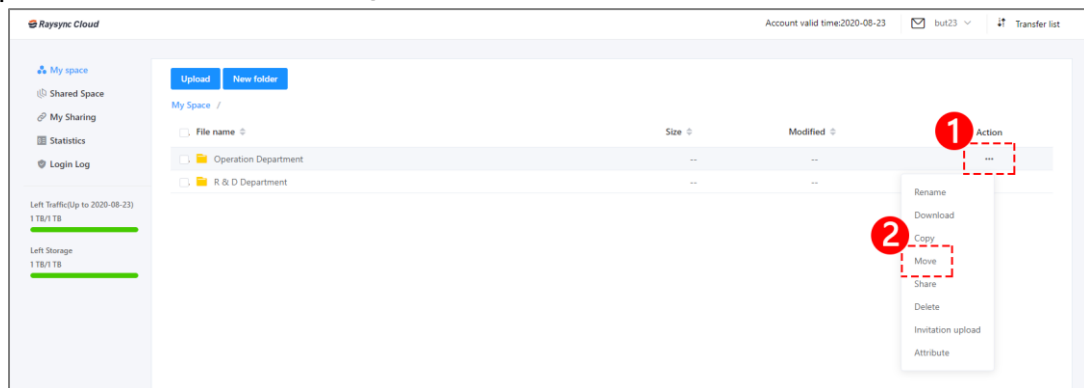 Raysync Cloud
Account valid time:2020-08-23
but23
Transfer list
My space
Shared Space
My Sharing
Statistics
Login Log
Left Traffic(Up to 2020-08-23)
1 TB/1 TB
Left Storage
1 TB/1 TB
Upload New folder
My Space /
File name Size Modified Action
Operation Department -- -- ...
R & D Department -- --
1
2
Rename
Download
Copy
Move
Share
Delete
Invitation upload
Attribute